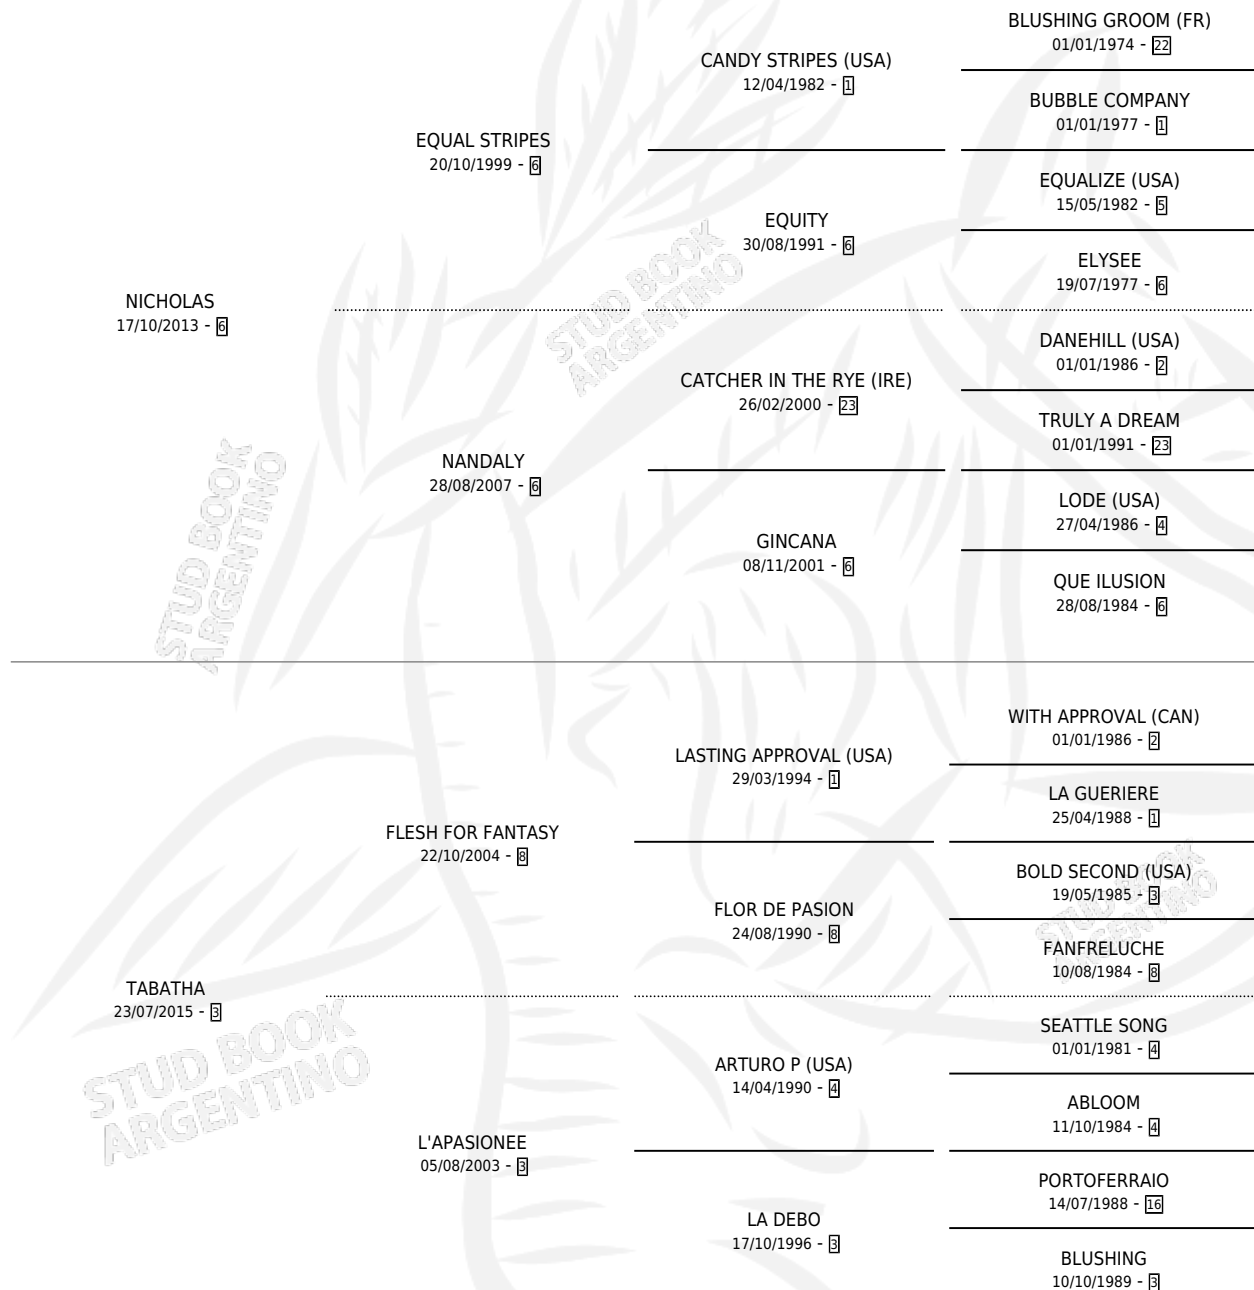 BLUSHING GROOM (FR)
01/01/1974 - 22
CANDY STRIPES (USA)
12/04/1982 - 1
BUBBLE COMPANY
01/01/1977 - 1
EQUAL STRIPES
20/10/1999 - 6
EQUALIZE (USA)
15/05/1982 - 5
EQUITY
30/08/1991 - 6
ELYSEE
19/07/1977 - 6
NICHOLAS
17/10/2013 - 6
DANEHILL (USA)
01/01/1986 - 2
CATCHER IN THE RYE (IRE)
26/02/2000 - 23
TRULY A DREAM
01/01/1991 - 23
NANDALY
28/08/2007 - 6
LODE (USA)
27/04/1986 - 4
GINCANA
08/11/2001 - 6
QUE ILUSION
28/08/1984 - 6
WITH APPROVAL (CAN)
01/01/1986 - 2
LASTING APPROVAL (USA)
29/03/1994 - 1
LA GUERIERE
25/04/1988 - 1
FLESH FOR FANTASY
22/10/2004 - 8
BOLD SECOND (USA)
19/05/1985 - 3
FLOR DE PASION
24/08/1990 - 8
FANFRELUCHE
10/08/1984 - 8
TABATHA
23/07/2015 - 3
SEATTLE SONG
01/01/1981 - 4
ARTURO P (USA)
14/04/1990 - 4
ABLOOM
11/10/1984 - 4
L'APASIONEE
05/08/2003 - 3
PORTOFERRAIO
14/07/1988 - 16
LA DEBO
17/10/1996 - 3
BLUSHING
10/10/1989 - 3
STUD BOOK
ARGENTINO
STUD BOOK
ARGENTINO
STUD BOOK
ARGENTINO
STUD BOOK
ARGENTINO